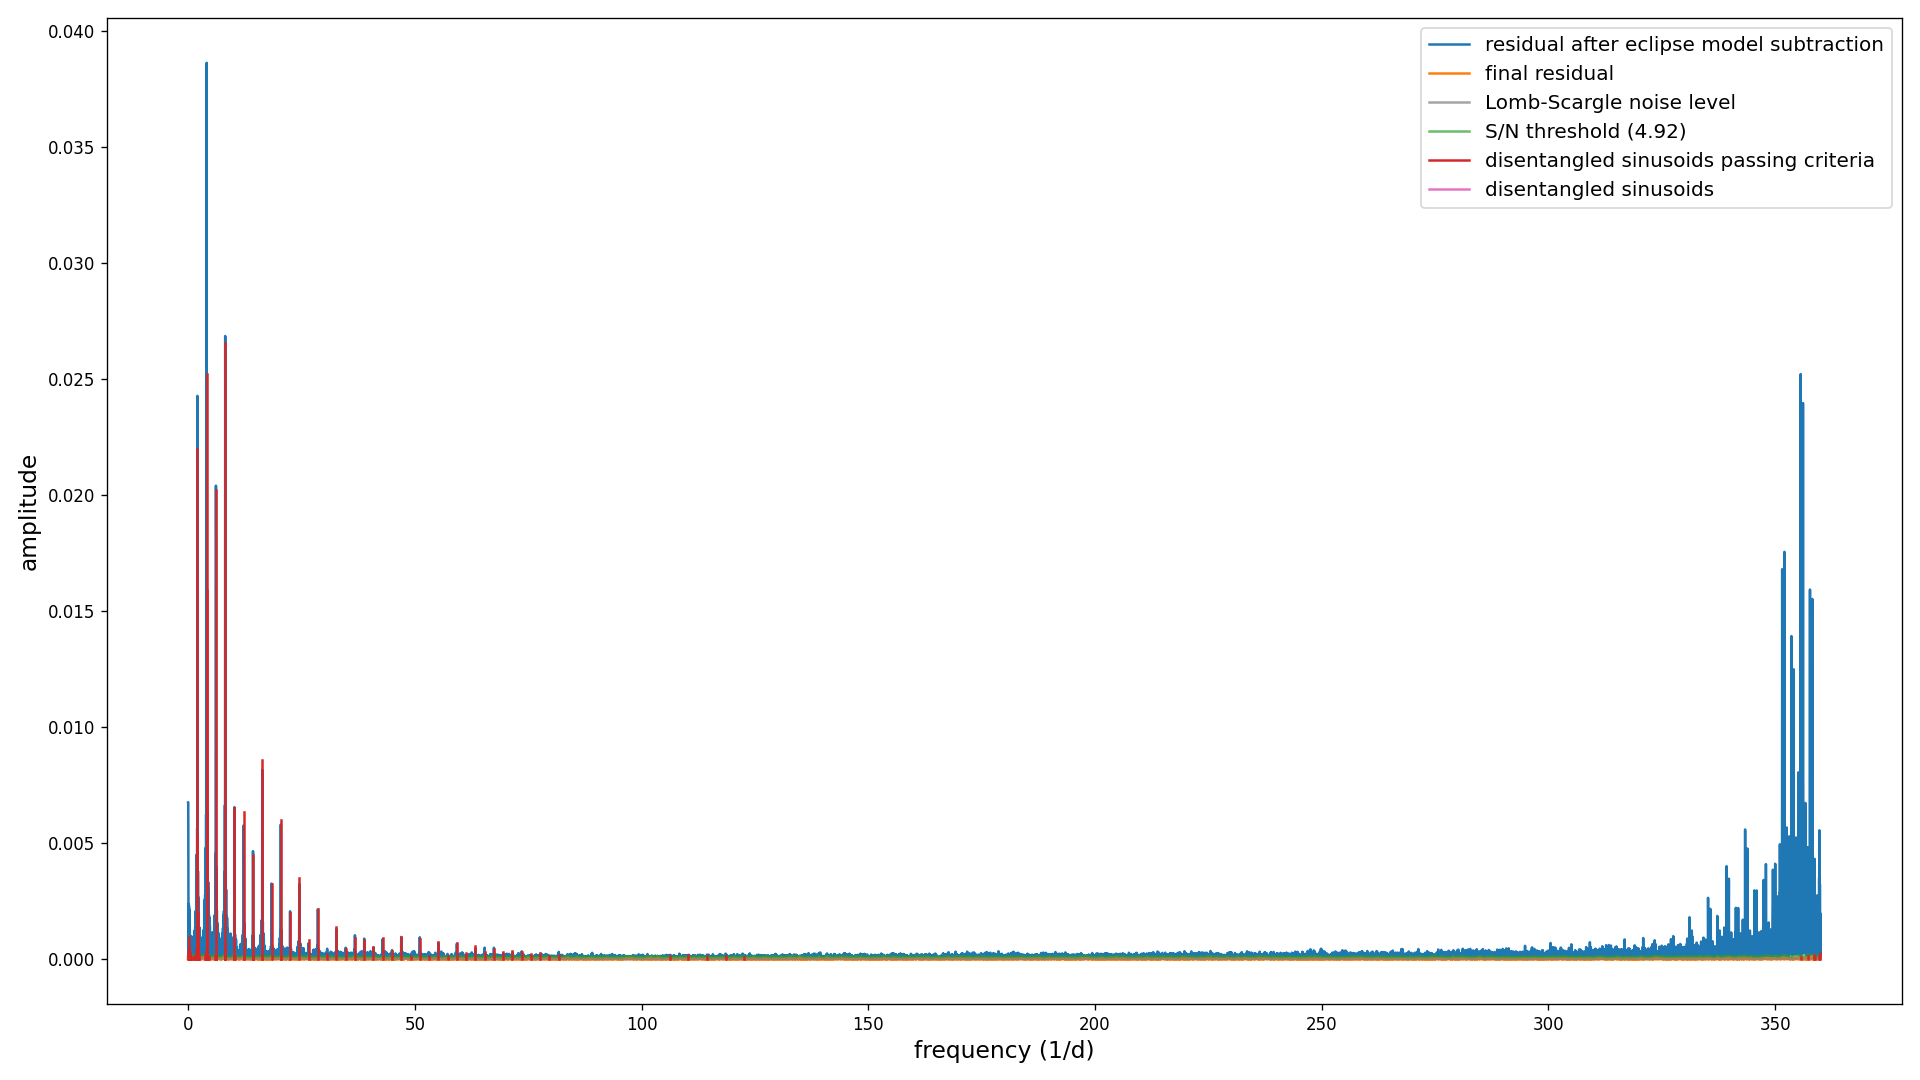 0.040
0.035
0.030
0.025
0.020
0.015
0.010
0.005
0.000
amplitude
0
50
100
150
200
250
300
350
frequency (1/d)
residual after eclipse model subtraction
final residual
Lomb-Scargle noise level
S/N threshold (4.92)
disentangled sinusoids passing criteria
disentangled sinusoids